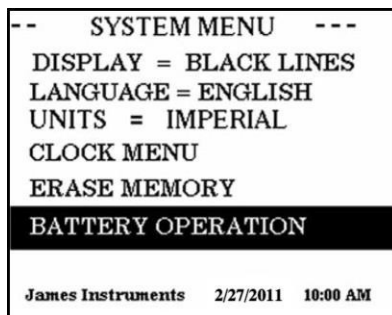 -- SYSTEM MENU ---
DISPLAY = BLACK LINES
LANGUAGE = ENGLISH
UNITS = IMPERIAL
CLOCK MENU
ERASE MEMORY
BATTERY OPERATION
James Instruments 2/27/2011 10:00 AM